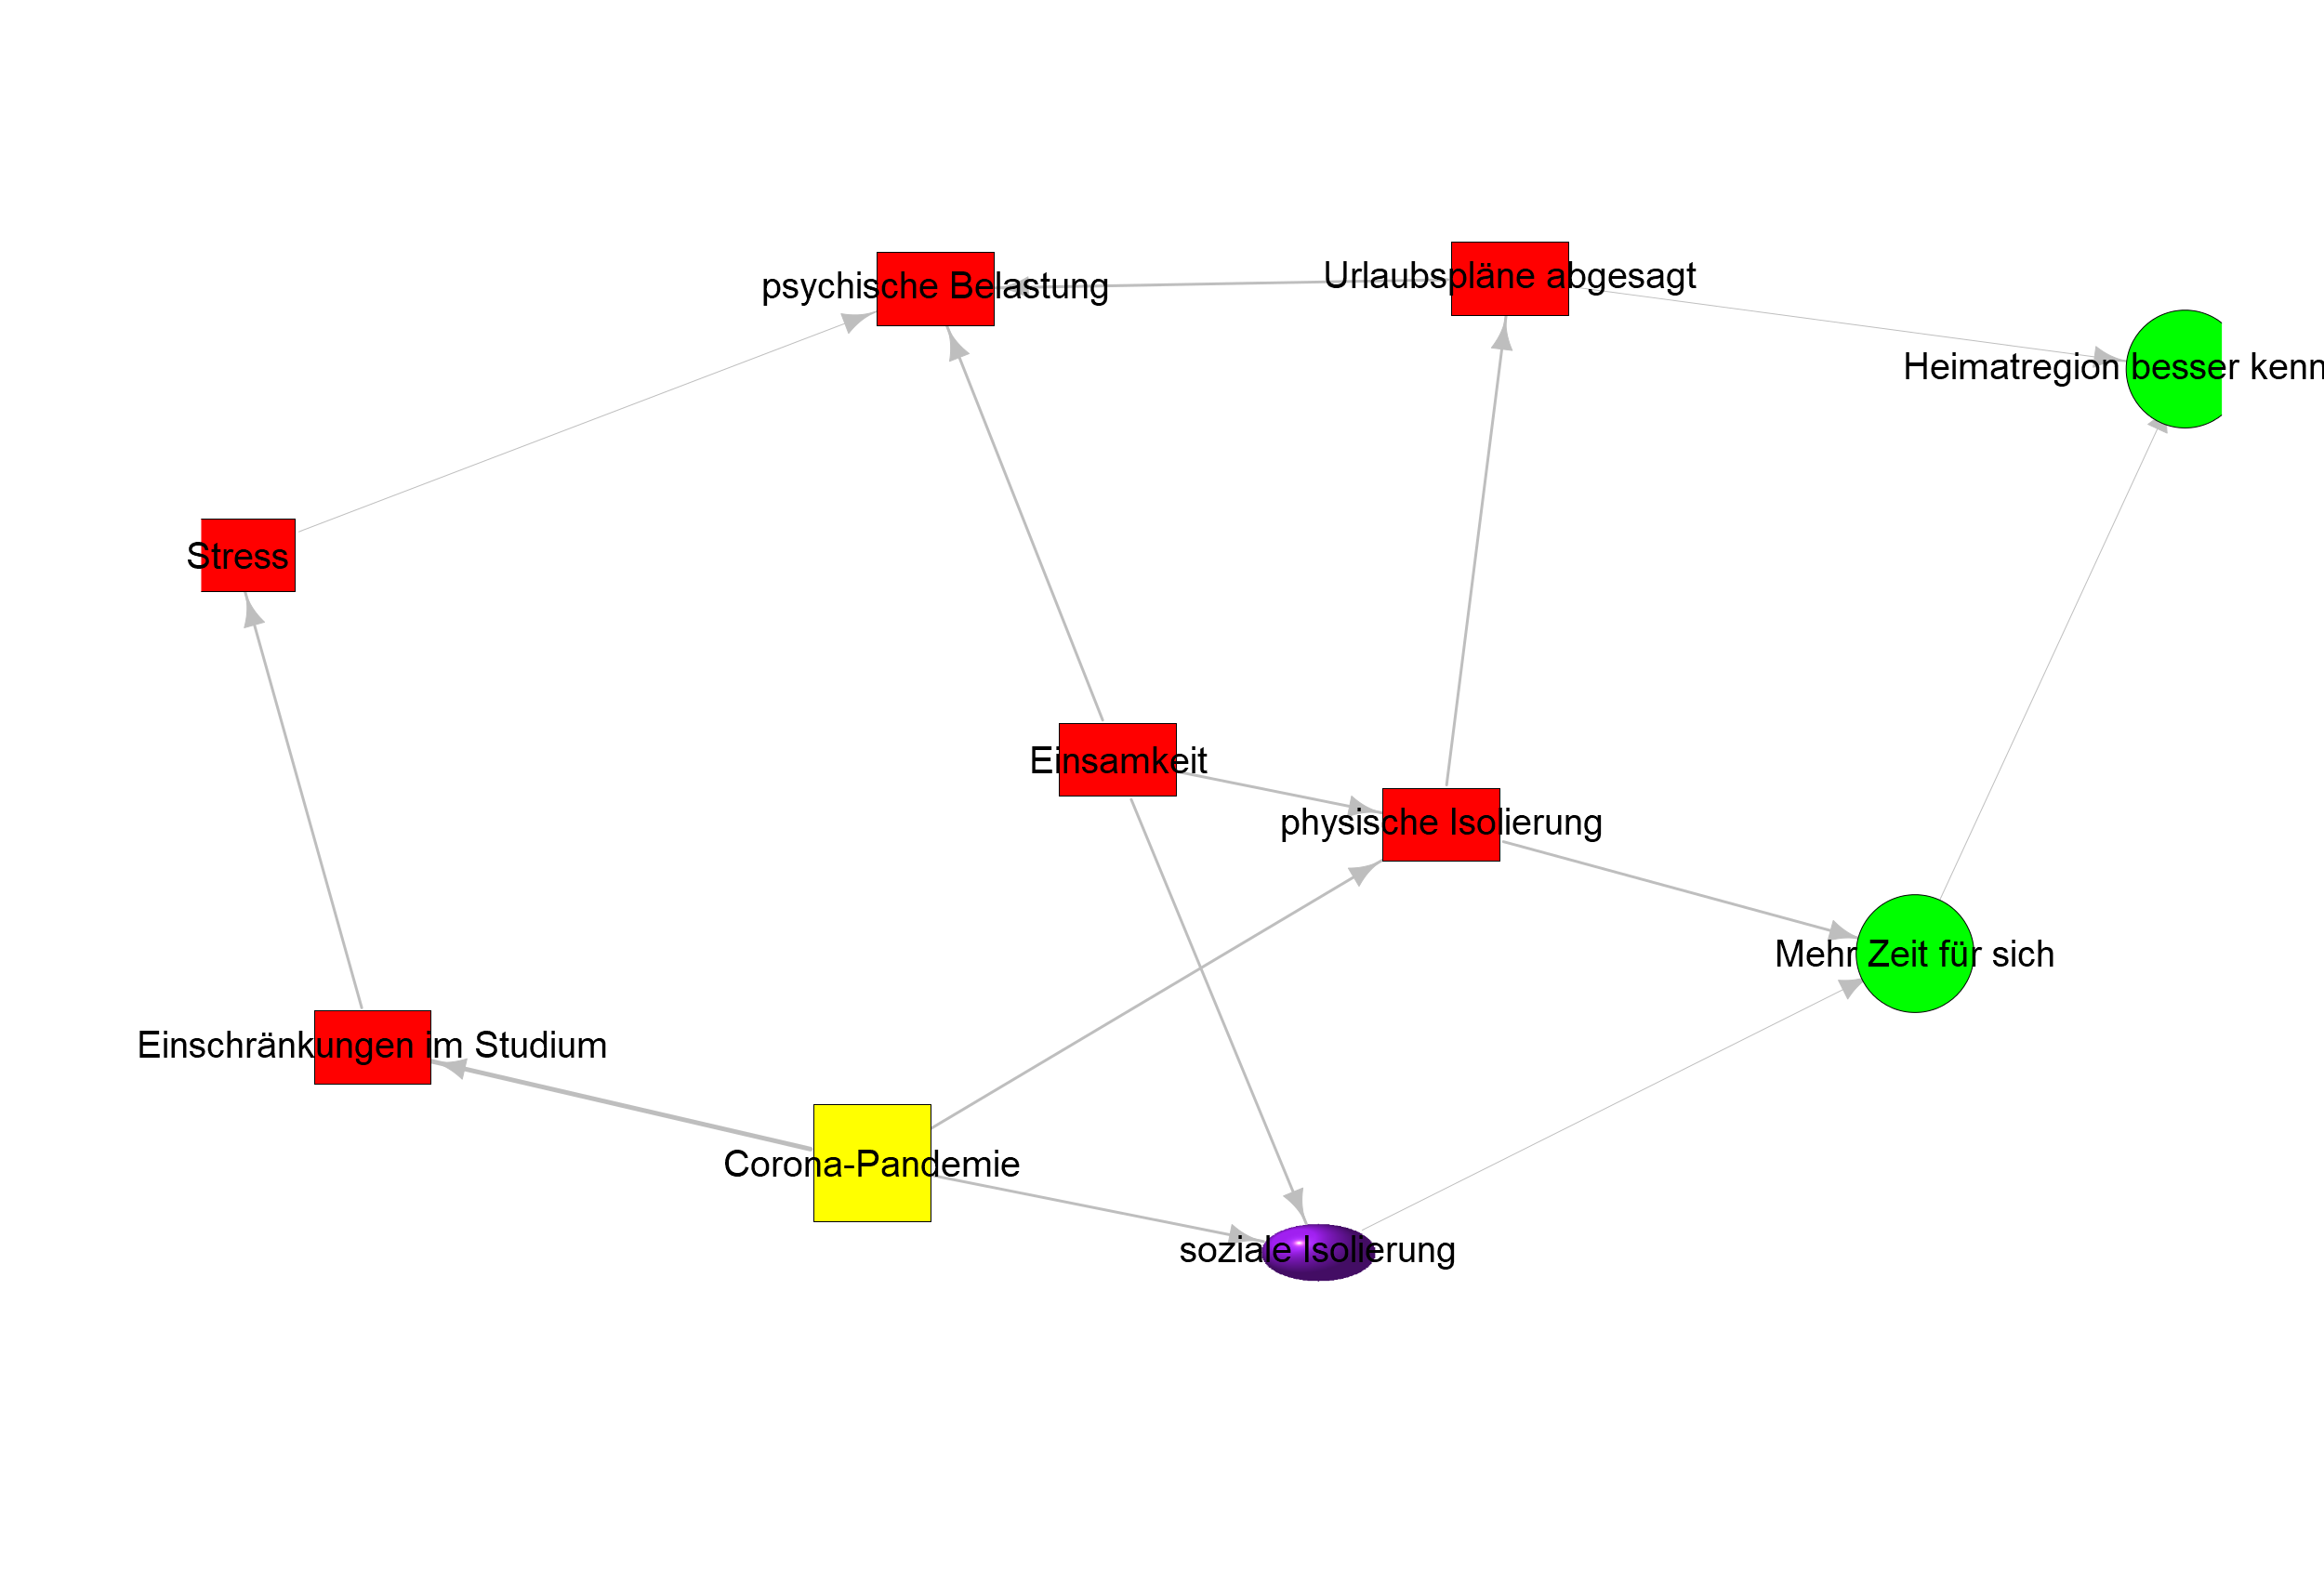 Urlaubspläne abgesagt
psychische Belastung
Heimatregion besser kenn
Stress
Einsamkeit
physische Isolierung
Mehr Zeit für sich
Einschränkungen im Studium
Corona-Pandemie
soziale Isolierung